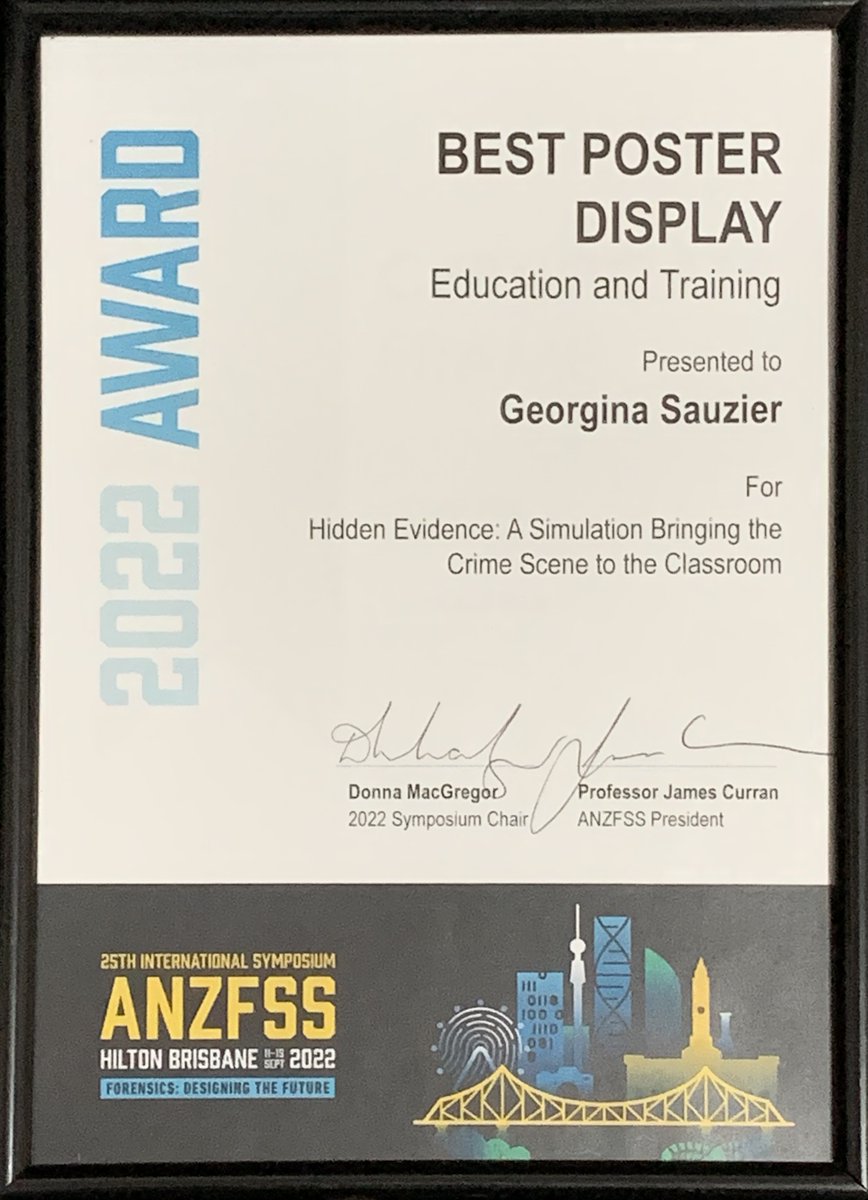 2022 AWARD
BEST POSTER
DISPLAY
Education and Training
Presented to
Georgina Sauzier
For
Hidden Evidence: A Simulation Bringing the
Crime Scene to the Classroom
Donna MacGregor
2022 Symposium Chair
Professor James Curran
ANZFSS President
25TH INTERNATIONAL SYMPOSIUM
ANZFSS
HILTON BRISBANE 11-15 SEPT 2022
FORENSICS: DESIGNING THE FUTURE